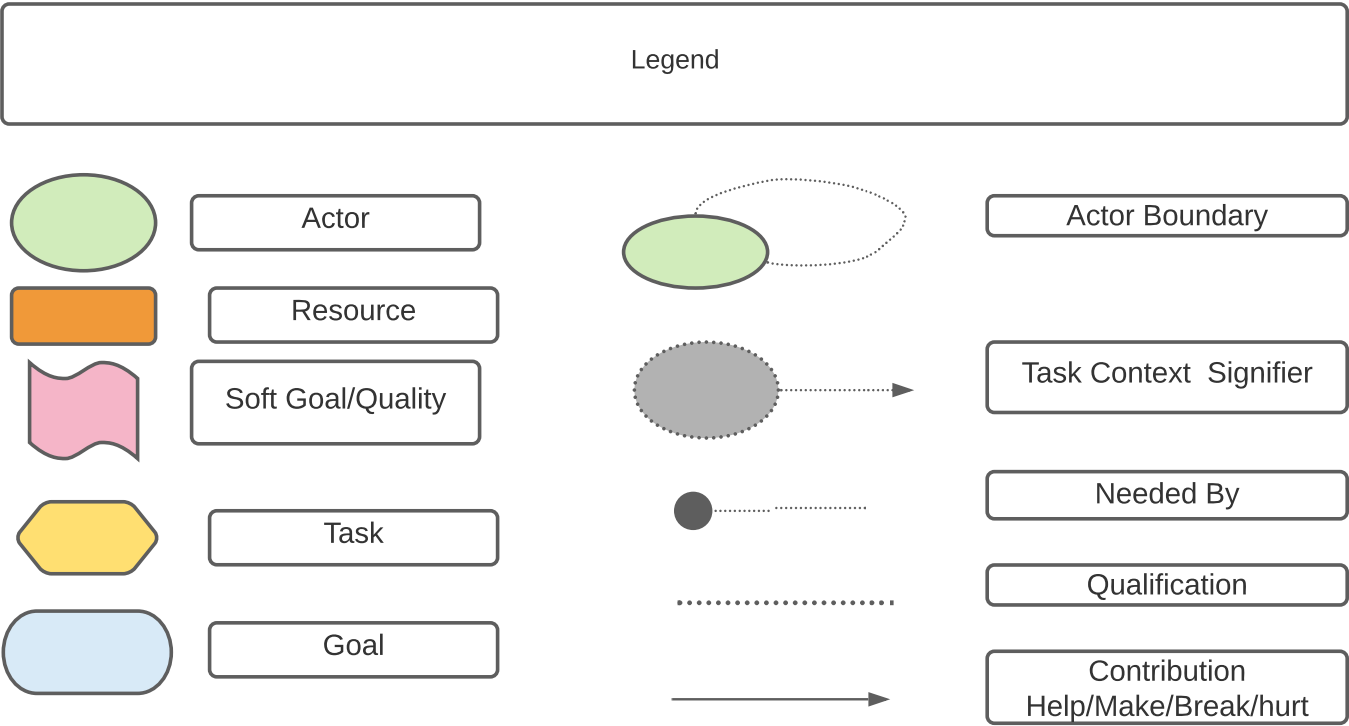 Legend
Actor
Resource
Soft Goal/Quality
Task
Goal
Actor Boundary
Task Context  Signifier
Needed By
Qualification
Contribution
Help/Make/Break/hurt